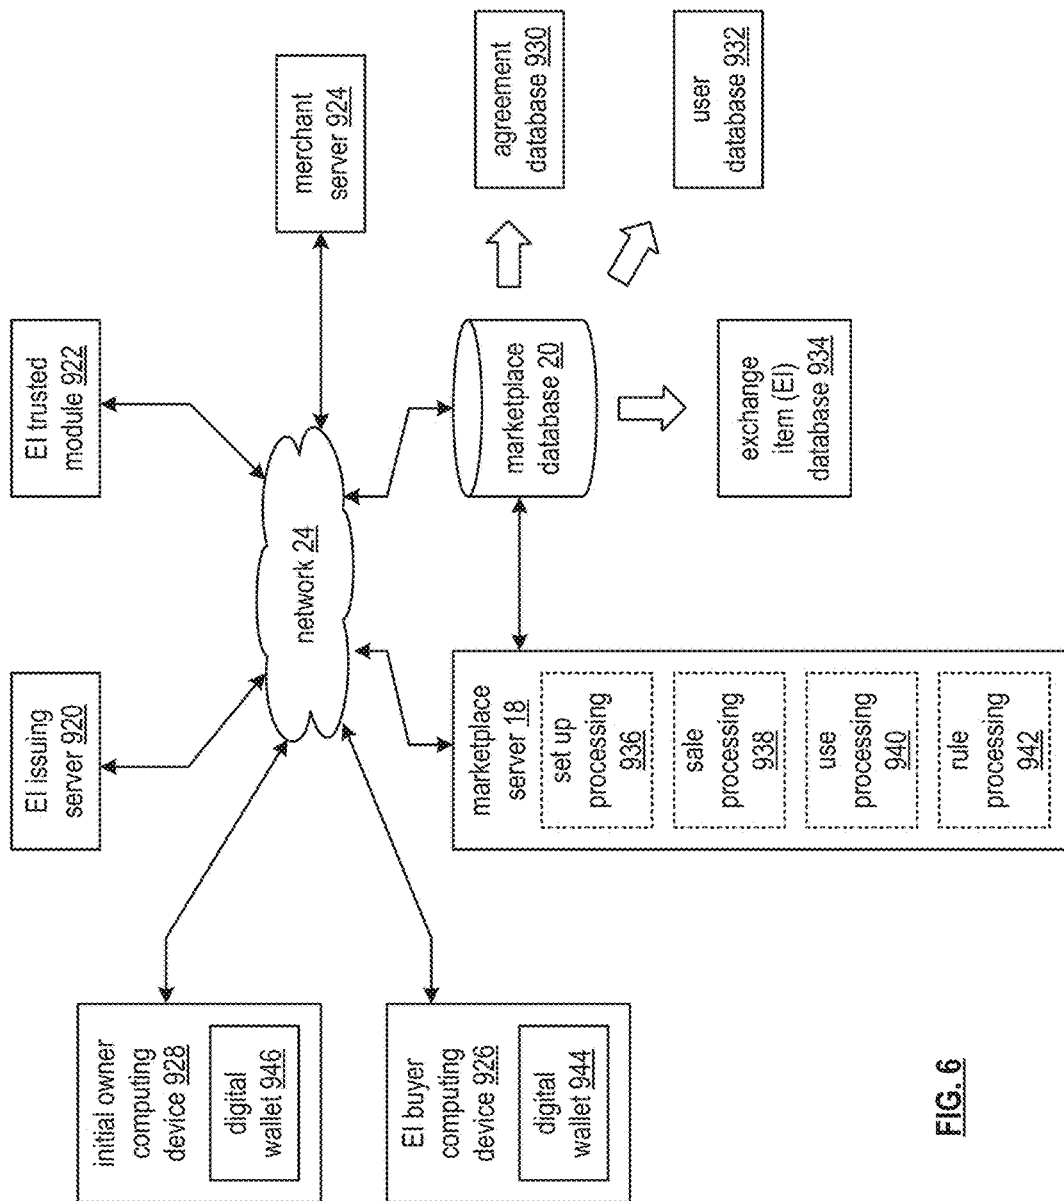 EI issuing
server 920
EI trusted
module 922
merchant
server 924
network 24
initial owner
computing
device 928
digital
wallet 946
EI buyer
computing
device 926
digital
wallet 944
marketplace
server 18
set up
processing
936
sale
processing
938
use
processing
940
rule
processing
942
marketplace
database 20
agreement
database 930
user
database 932
exchange
item (EI)
database 934
FIG. 6